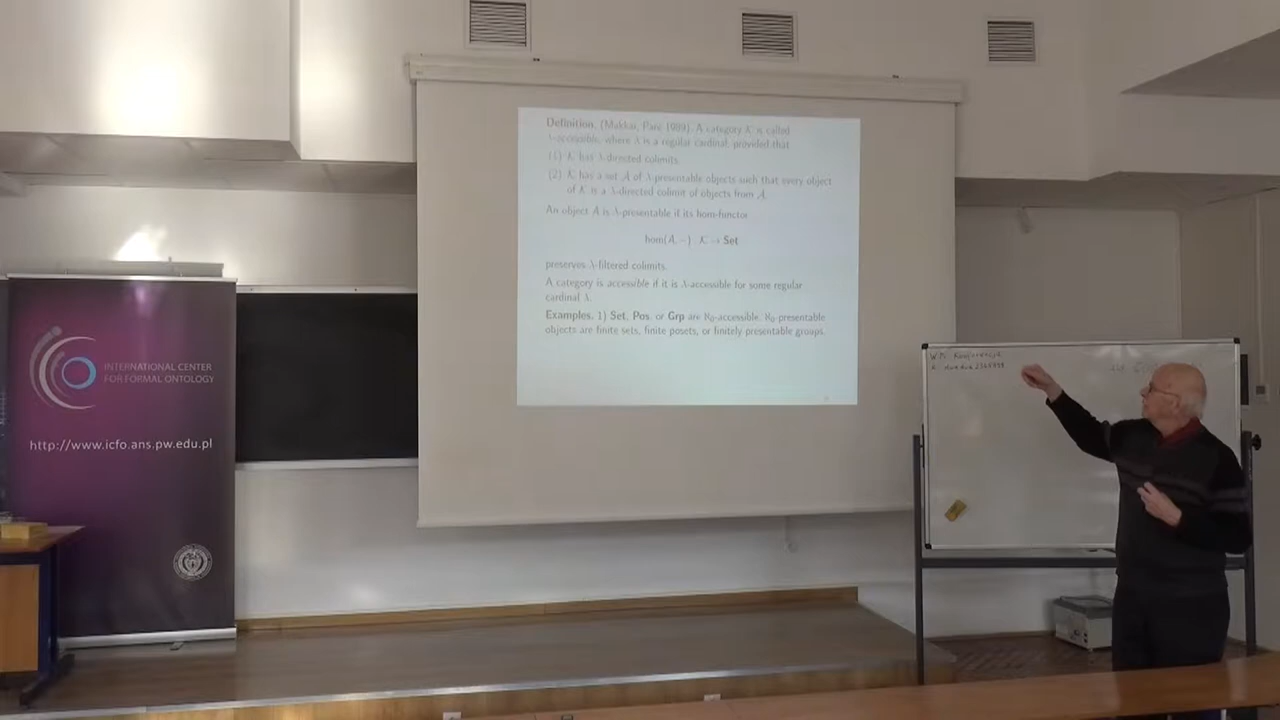 Definition. (Makkai, Paré 1989). A category K is called
λ-accessible, where λ is a regular cardinal, provided that
(1) K has λ-directed colimits,
(2) K has a set A of λ-presentable objects such that every object
of K is a λ-directed colimit of objects from A.
An object A is λ-presentable if its hom-functor
hom(A, −) : K → Set
preserves λ-filtered colimits.
A category is accessible if it is λ-accessible for some regular
cardinal λ.
Examples. 1) Set, Pos, or Grp are ℵ₀-accessible, ℵ₀-presentable
objects are finite sets, finite posets, or finitely presentable groups.
INTERNATIONAL CENTER
FOR FORMAL ONTOLOGY
http://www.icfo.ans.pw.edu.pl